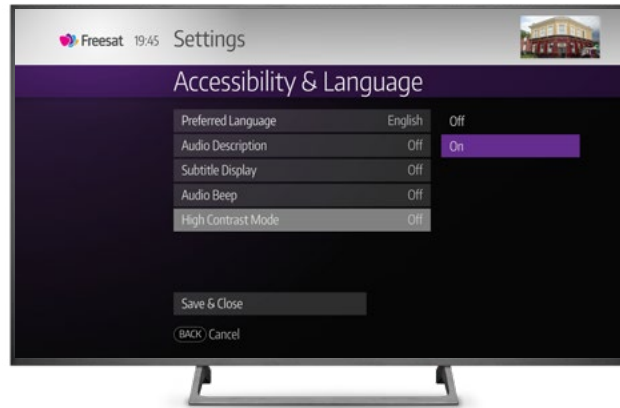 Freesat 19:45 Settings
Accessibility & Language
Preferred Language English
Audio Description Off
Subtitle Display Off
Audio Beep Off
High Contrast Mode Off
Off
On
Save & Close
BACK Cancel